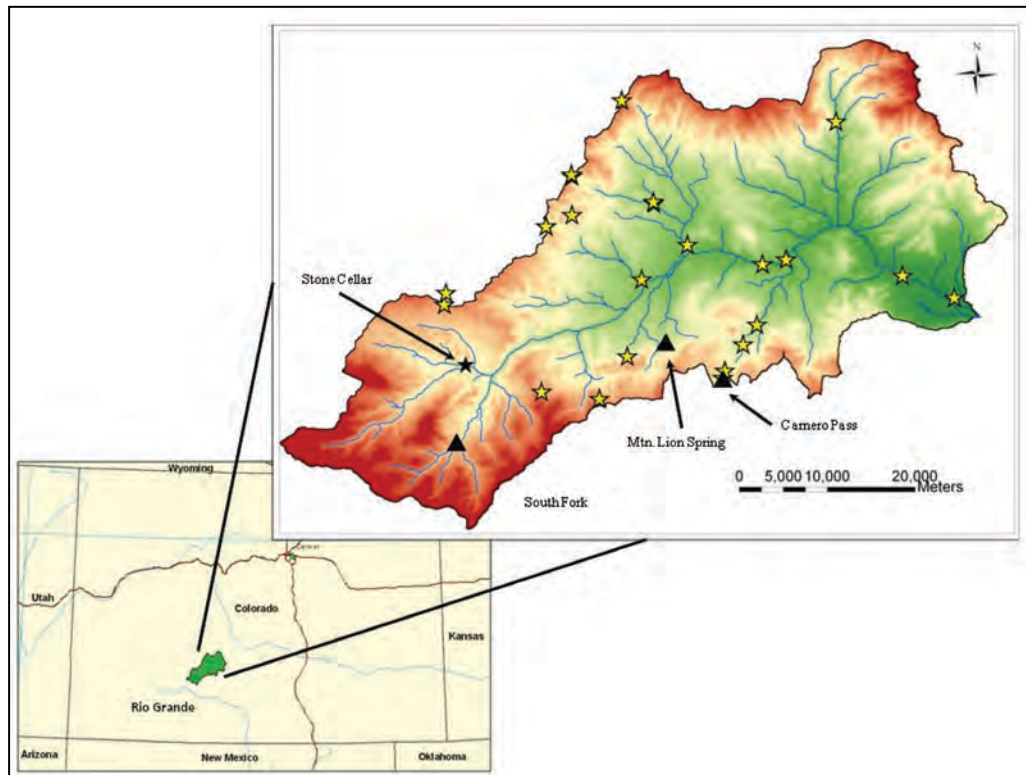 N
Stone Cellar
Carnero Pass
Mtn. Lion Spring
0 5,000 10,000 20,000
Meters
South Fork
Wyoming
Denver
Utah
Colorado
Kansas
Rio Grande
Arizona
New Mexico
Oklahoma